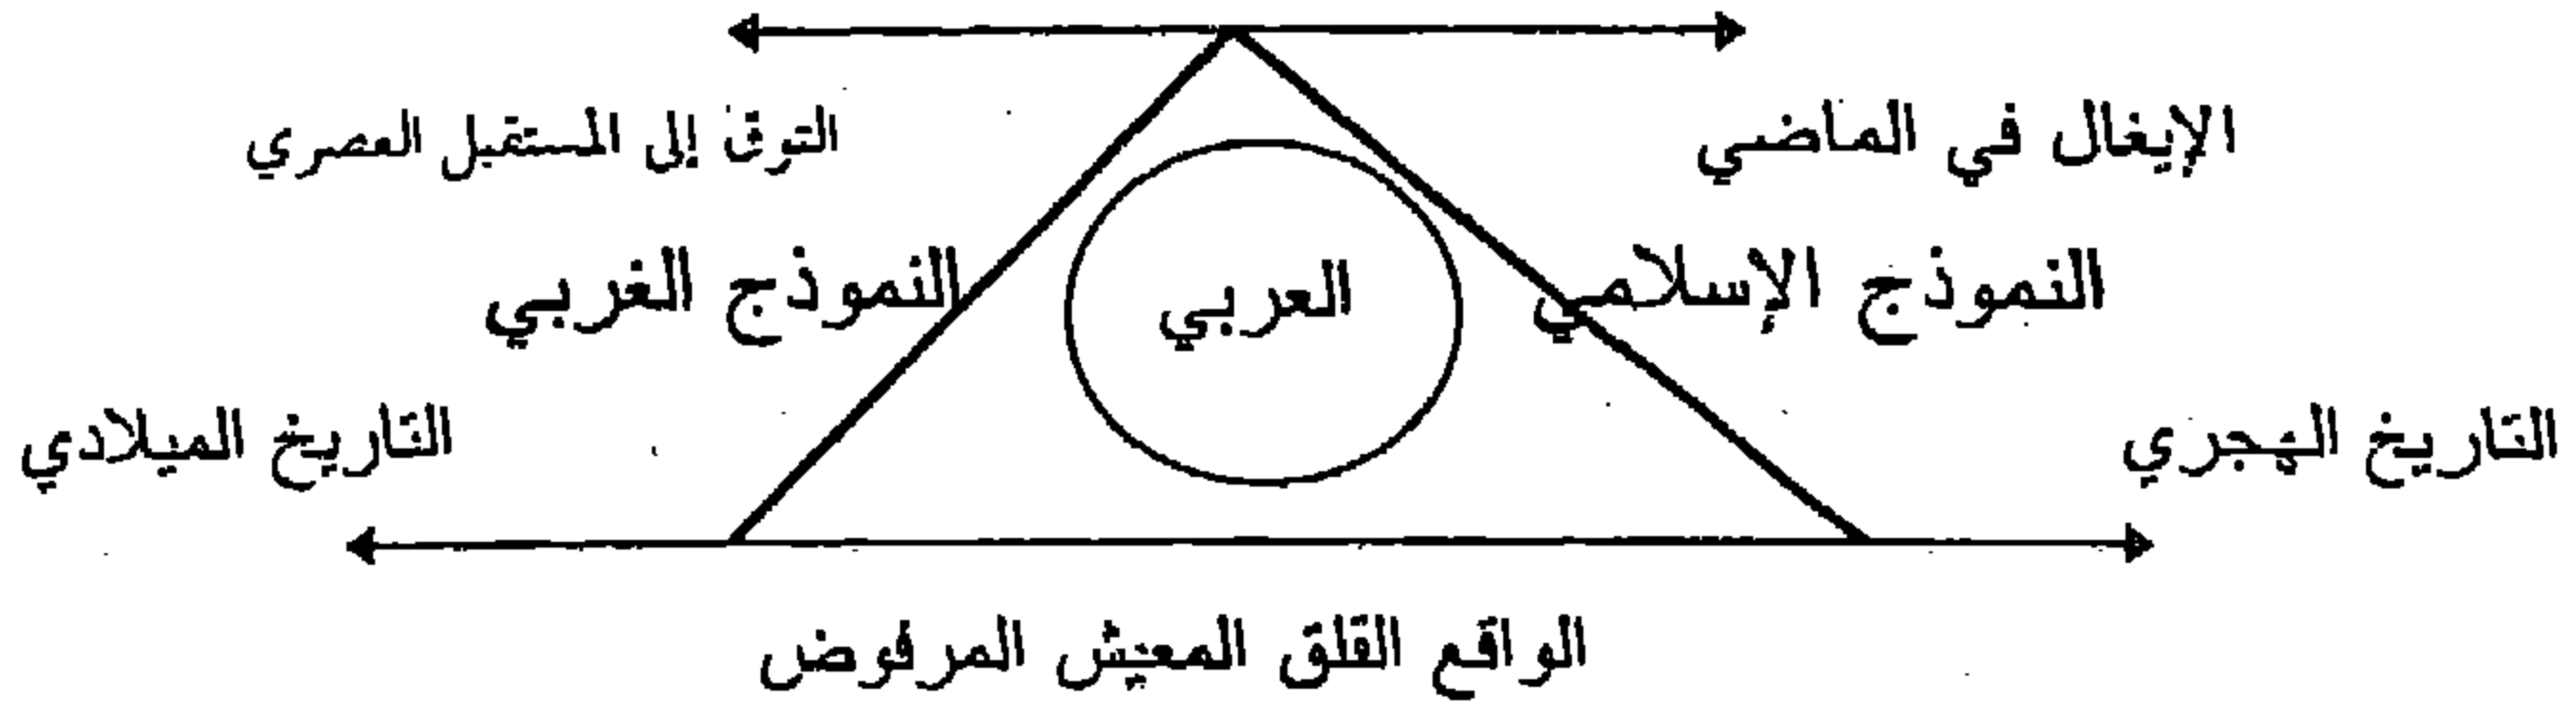 الإيغال في الماضي
التوق إلى المستقبل العصري
النموذج الإسلامي
العربي
النموذج الغربي
التاريخ الهجري
التاريخ الميلادي
الواقع القلق المعيش المرفوض